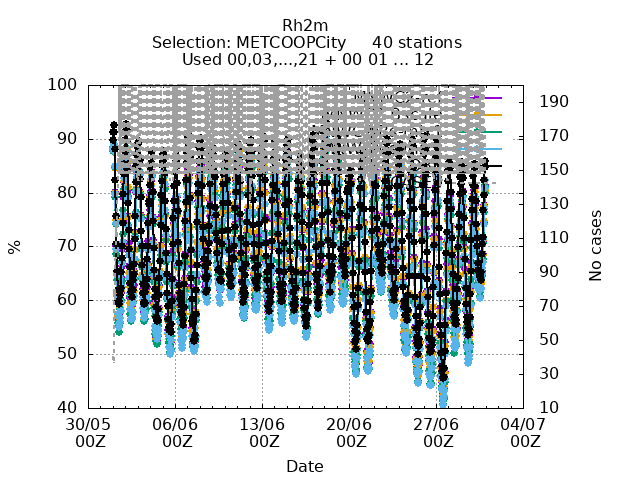 Rh2m
Selection: METCOOPCity 40 stations
Used 00,03,...,21 + 00 01 ... 12
100
90
80
70
60
50
40
%
190
170
150
130
110
90
70
50
30
10
No cases
30/05 06/06 13/06 20/06 27/06 04/07
00Z 00Z 00Z 00Z 00Z 00Z
Date